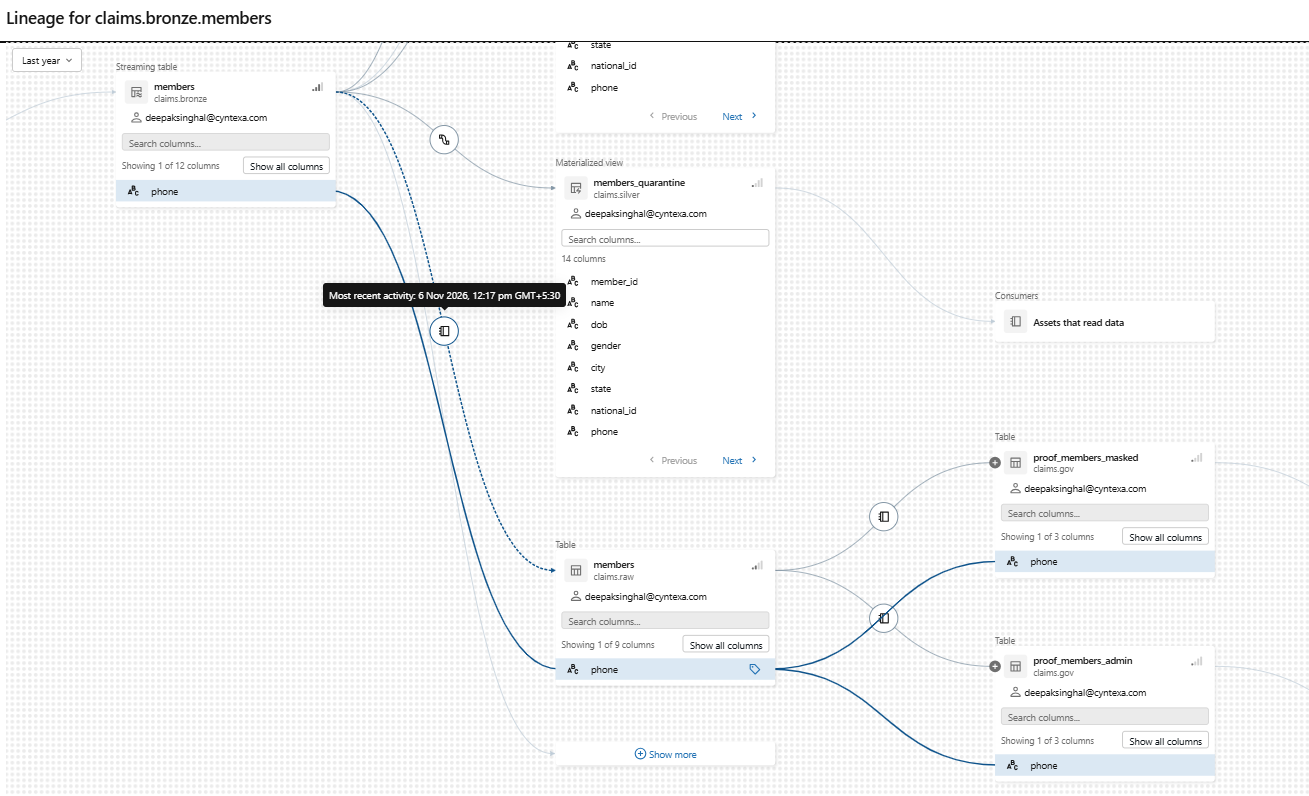 Lineage for claims.bronze.members
Last year
Streaming table
members
claims.bronze
deepaksinghal@cyntexa.com
Search columns...
Showing 1 of 12 columns
Show all columns
phone
state
national_id
phone
Previous
Next
Materialized view
members_quarantine
claims.silver
deepaksinghal@cyntexa.com
Search columns...
14 columns
member_id
name
dob
gender
city
state
national_id
phone
Previous
Next
Most recent activity: 6 Nov 2026, 12:17 pm GMT+5:30
Table
members
claims.raw
deepaksinghal@cyntexa.com
Search columns...
Showing 1 of 9 columns
Show all columns
phone
Show more
Consumers
Assets that read data
Table
proof_members_masked
claims.gov
deepaksinghal@cyntexa.com
Search columns...
Showing 1 of 3 columns
Show all columns
phone
Table
proof_members_admin
claims.gov
deepaksinghal@cyntexa.com
Search columns...
Showing 1 of 3 columns
Show all columns
phone